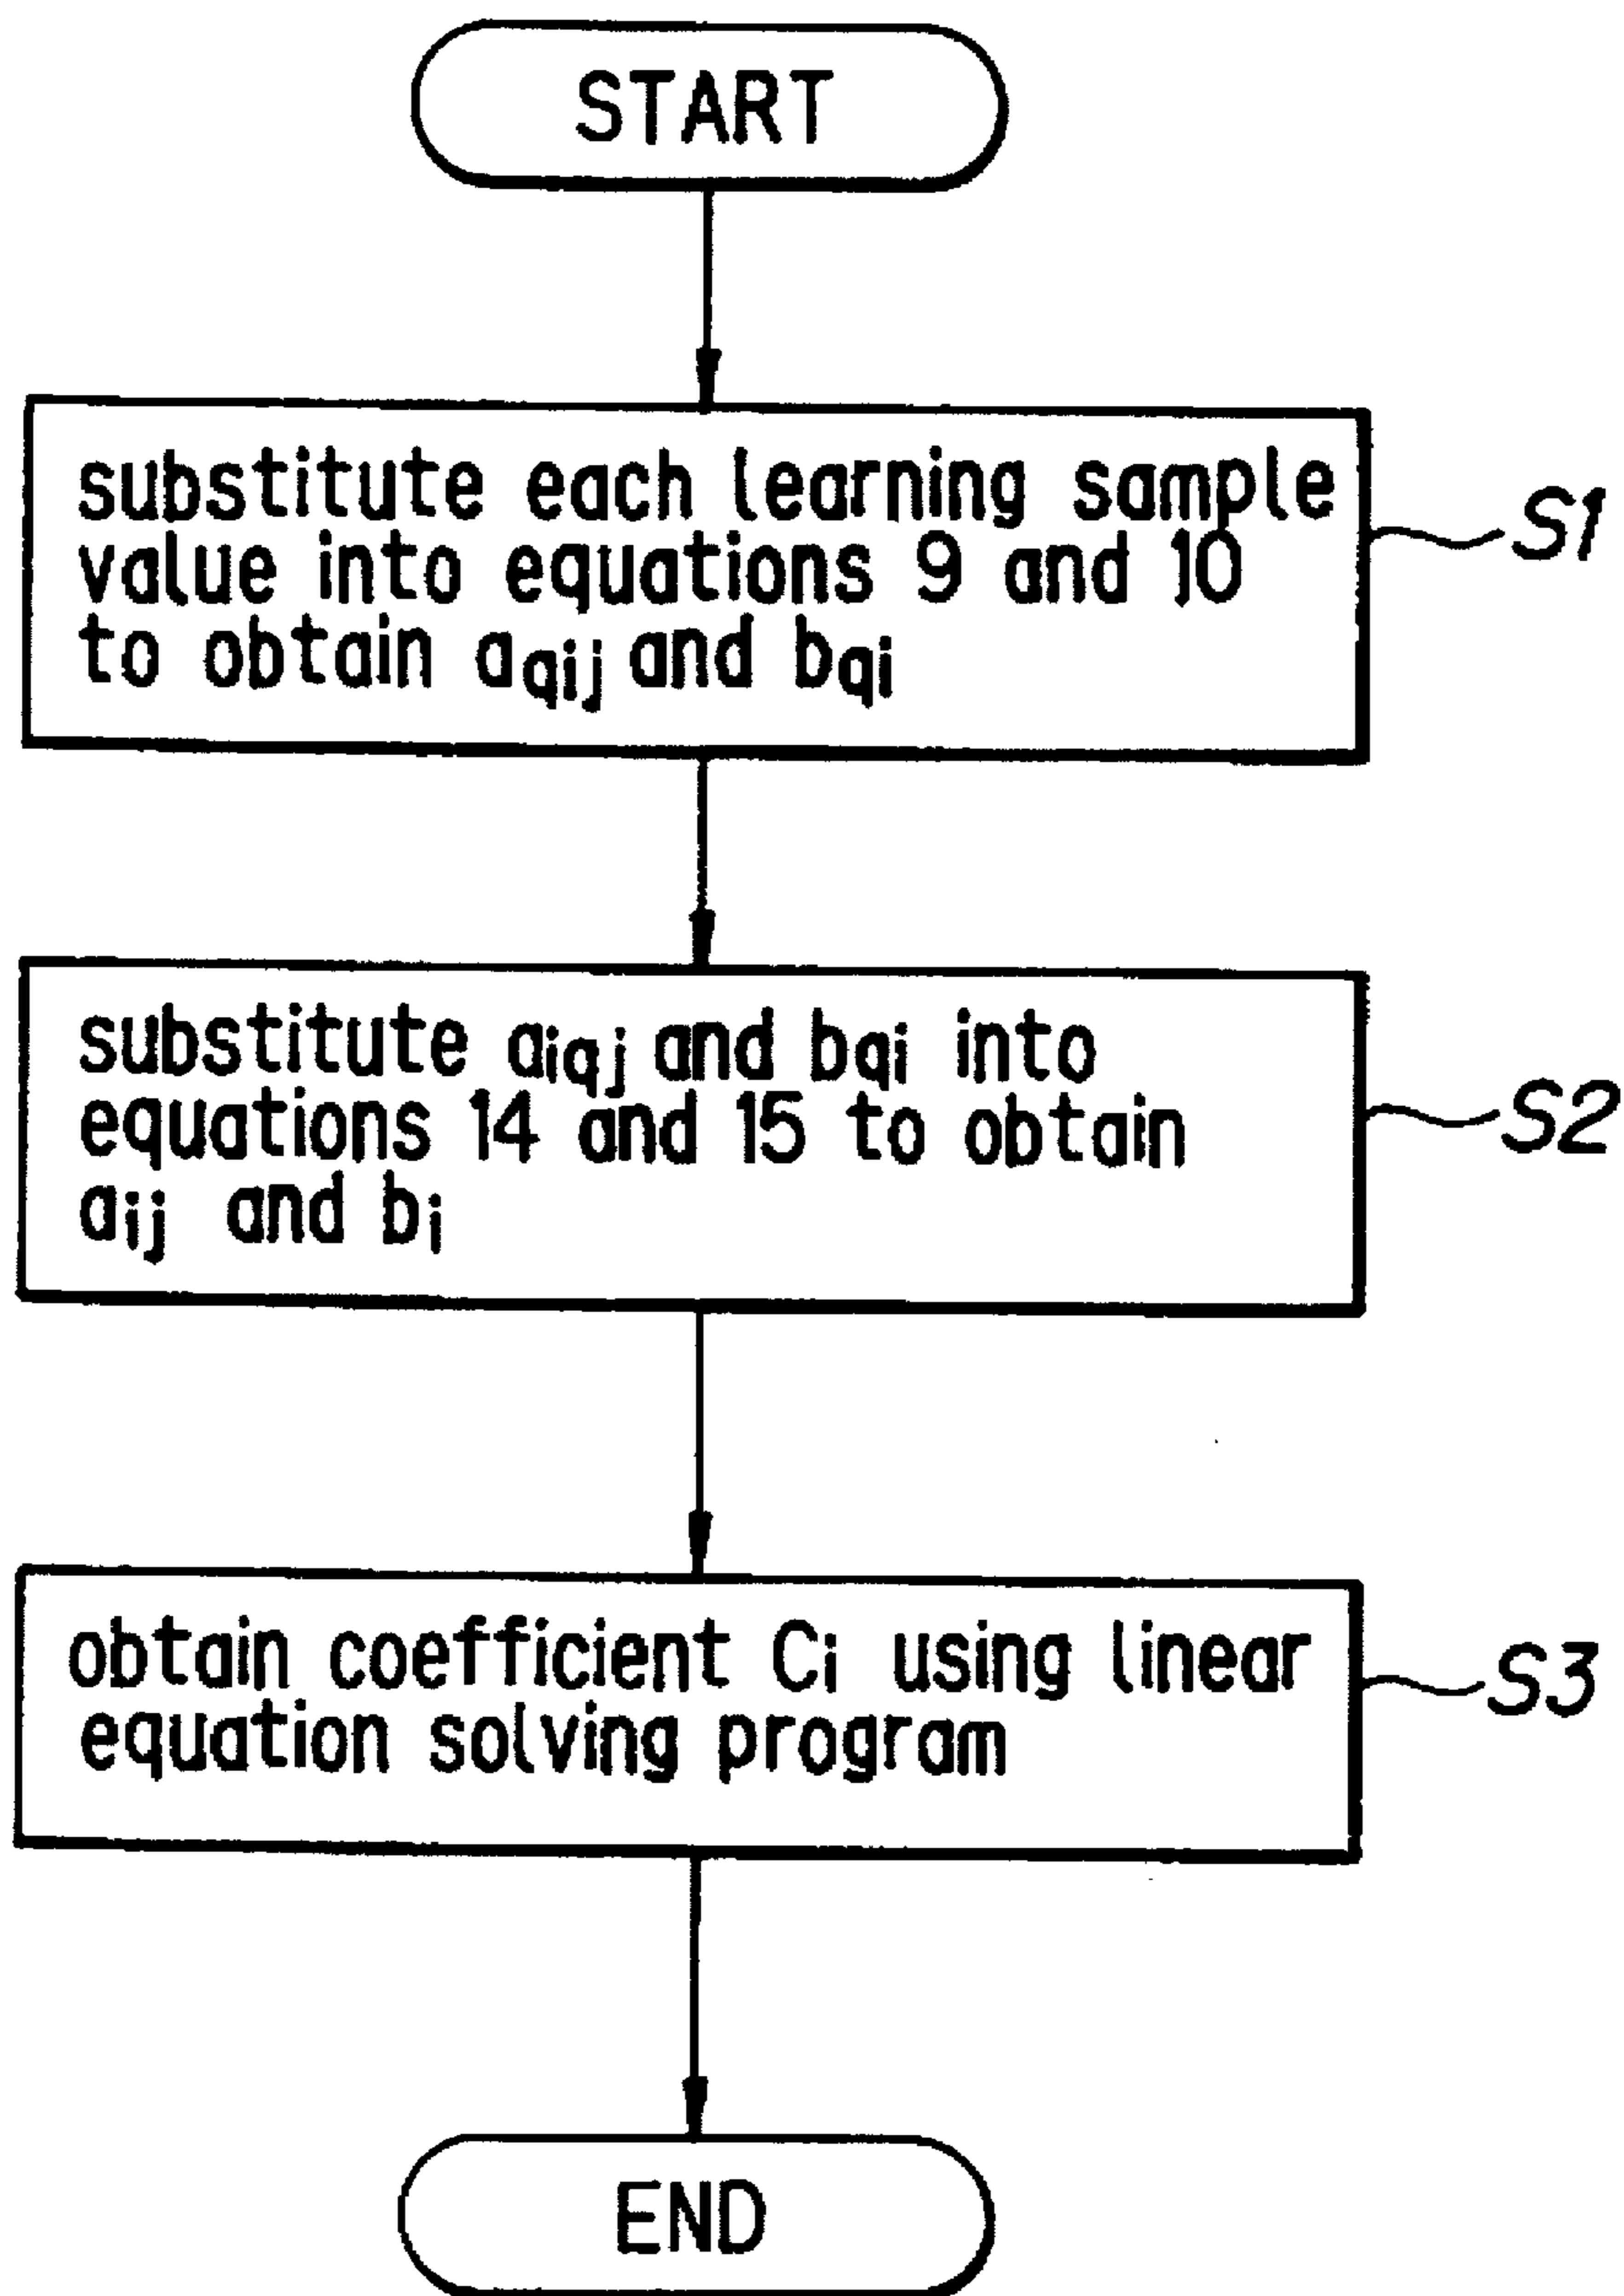 START
substitute each learning sample
value into equations 9 and 10
to obtain aqij and bqi
S1
substitute aiqj and bqi into
equations 14 and 15 to obtain
aij and bi
S2
obtain coefficient Ci using linear
equation solving program
S3
END